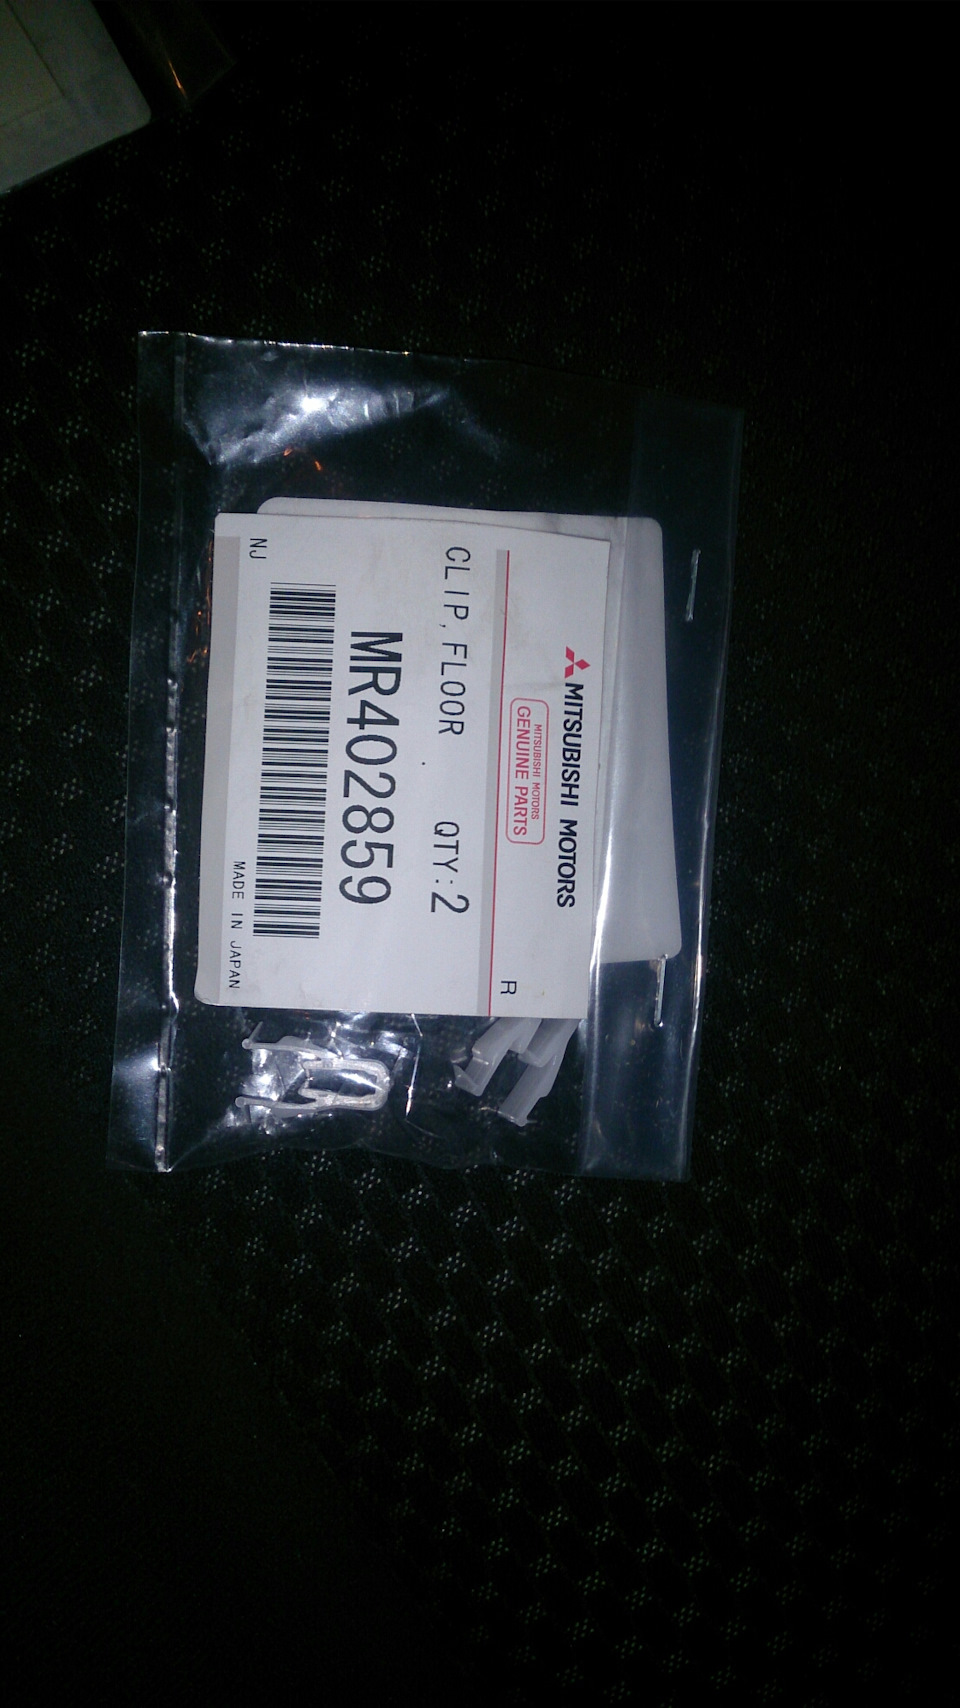 MITSUBISHI MOTORS
MITSUBISHI MOTORS
GENUINE PARTS
R
CLIP, FLOOR QTY:2
MR402859
NJ
MADE IN JAPAN